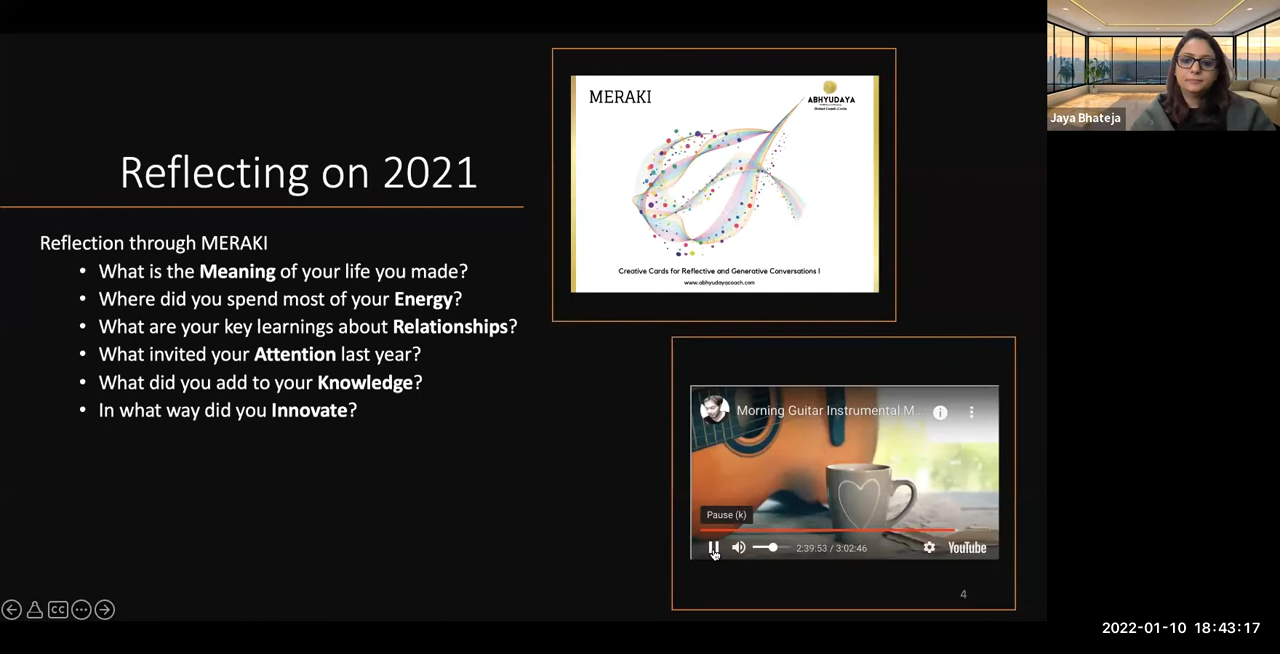 Reflecting on 2021
Reflection through MERAKI
• What is the Meaning of your life you made?
• Where did you spend most of your Energy?
• What are your key learnings about Relationships?
• What invited your Attention last year?
• What did you add to your Knowledge?
• In what way did you Innovate?
MERAKI
ABHYUDAYA
Creative Cards for Reflective and Generative Conversations !
www.abhyudayacoach.com
Morning Guitar Instrumental M...
Pause (k)
2:39:53 / 3:02:46
YouTube
4
CC
Jaya Bhateja
2022-01-10 18:43:17